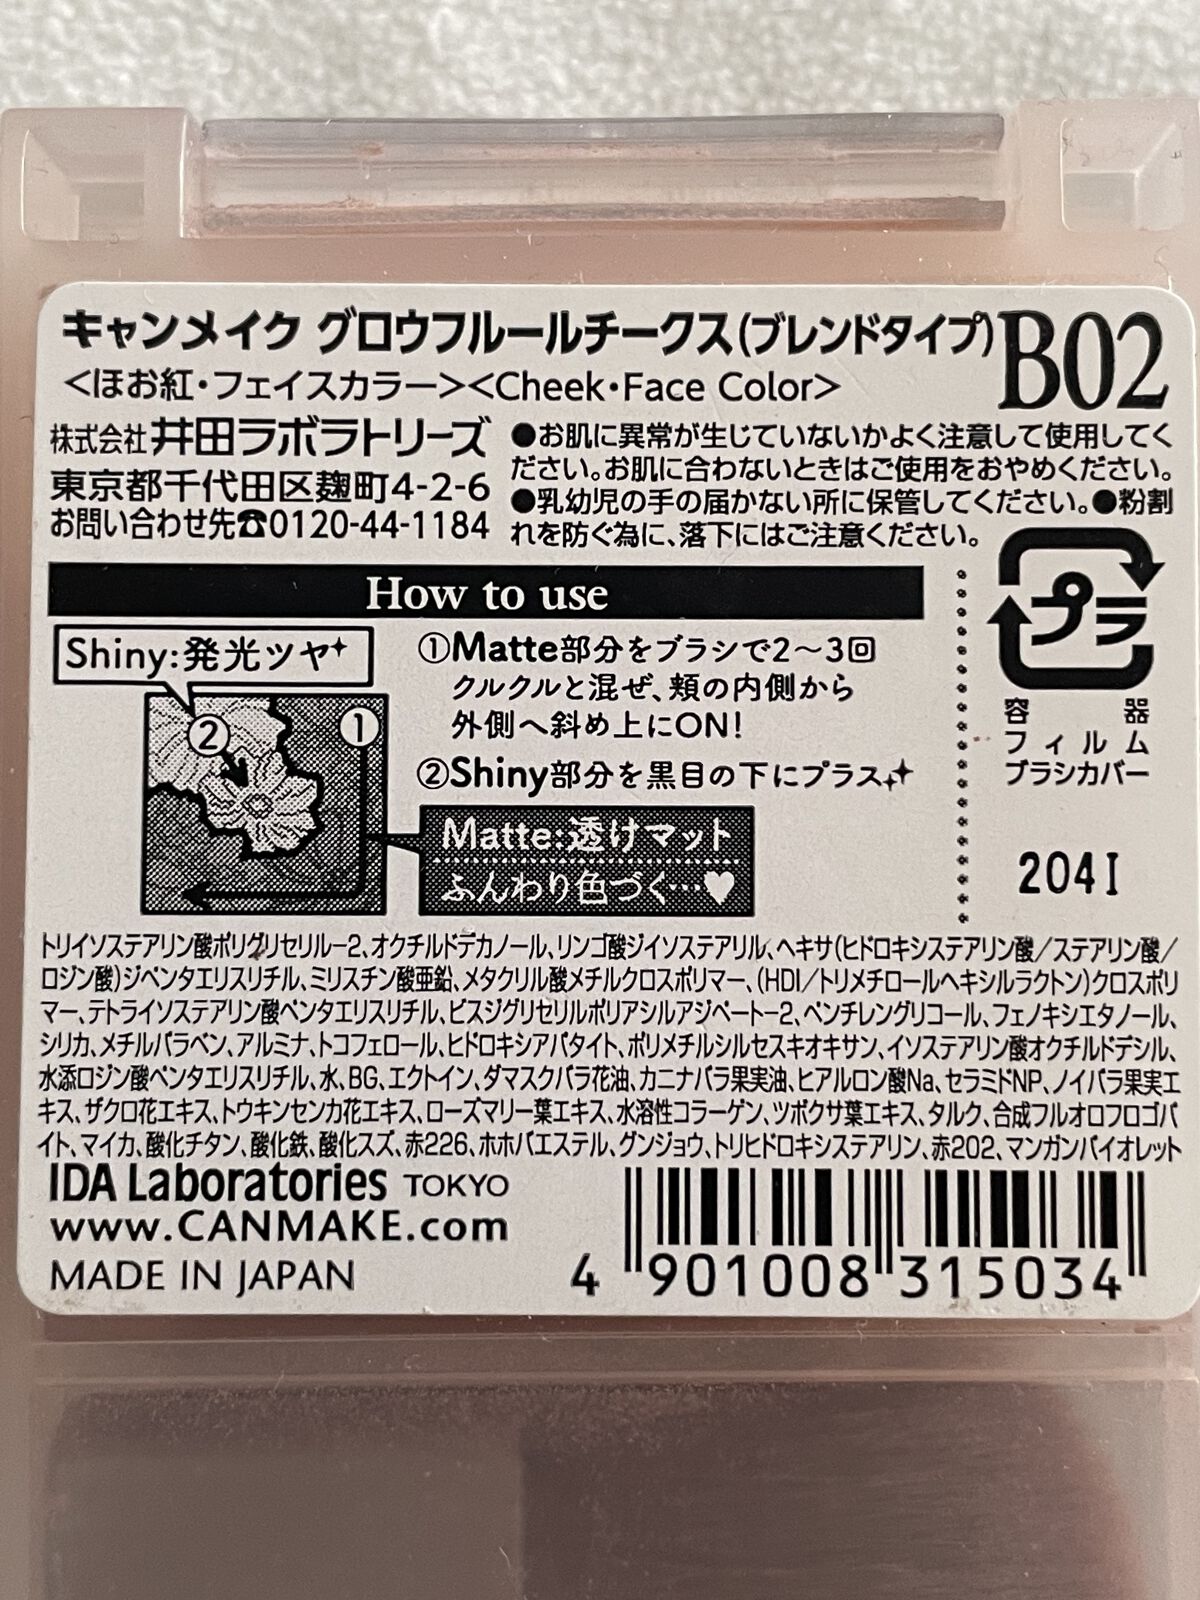 キャンメイク グロウフルールチークス(ブレンドタイプ) B02
<ほお紅・フェイスカラー><Cheek・Face Color>
株式会社 井田ラボラトリーズ
東京都千代田区麹町4-2-6
お問い合わせ先☎0120-44-1184
●お肌に異常が生じていないかよく注意して使用してく
ださい。お肌に合わないときはご使用をおやめください。
●乳幼児の手の届かない所に保管してください。●粉割
れを防ぐ為に、落下にはご注意ください。
How to use
Shiny:発光ツヤ
② ①
①Matte部分をブラシで2〜3回
クルクルと混ぜ、頬の内側から
外側へ斜め上にON!
②Shiny部分を黒目の下にプラス
Matte:透けマット
ふんわり色づく…♥
プラ
容器
フィルム
ブラシカバー
204I
トリイソステアリン酸ポリグリセリル-2、オクチルドデカノール、リンゴ酸ジイソステアリル、ヘキサ(ヒドロキシステアリン酸/ステアリン酸/
ロジン酸)ジペンタエリスリチル、ミリスチン酸亜鉛、メタクリル酸メチルクロスポリマー、(HDI/トリメチロールヘキシルラクトン)クロスポリ
マー、テトライソステアリン酸ペンタエリスリチル、ビスジグリセリルポリアシルアジペート-2、ペンチレングリコール、フェノキシエタノール、
シリカ、メチルパラベン、アルミナ、トコフェロール、ヒドロキシアパタイト、ポリメチルシルセスキオキサン、イソステアリン酸オクチルドデシル、
水添ロジン酸ペンタエリスリチル、水、BG、エクトイン、ダマスクバラ花油、カニナバラ果実油、ヒアルロン酸Na、セラミドNP、ノイバラ果実エ
キス、ザクロ花エキス、トウキンセンカ花エキス、ローズマリー葉エキス、水溶性コラーゲン、ツボクサ葉エキス、タルク、合成フルオロフロゴパ
イト、マイカ、酸化チタン、酸化鉄、酸化スズ、赤226、ホホバエステル、グンジョウ、トリヒドロキシステアリン、赤202、マンガンバイオレット
IDA Laboratories TOKYO
www.CANMAKE.com
MADE IN JAPAN
4 901008 315034